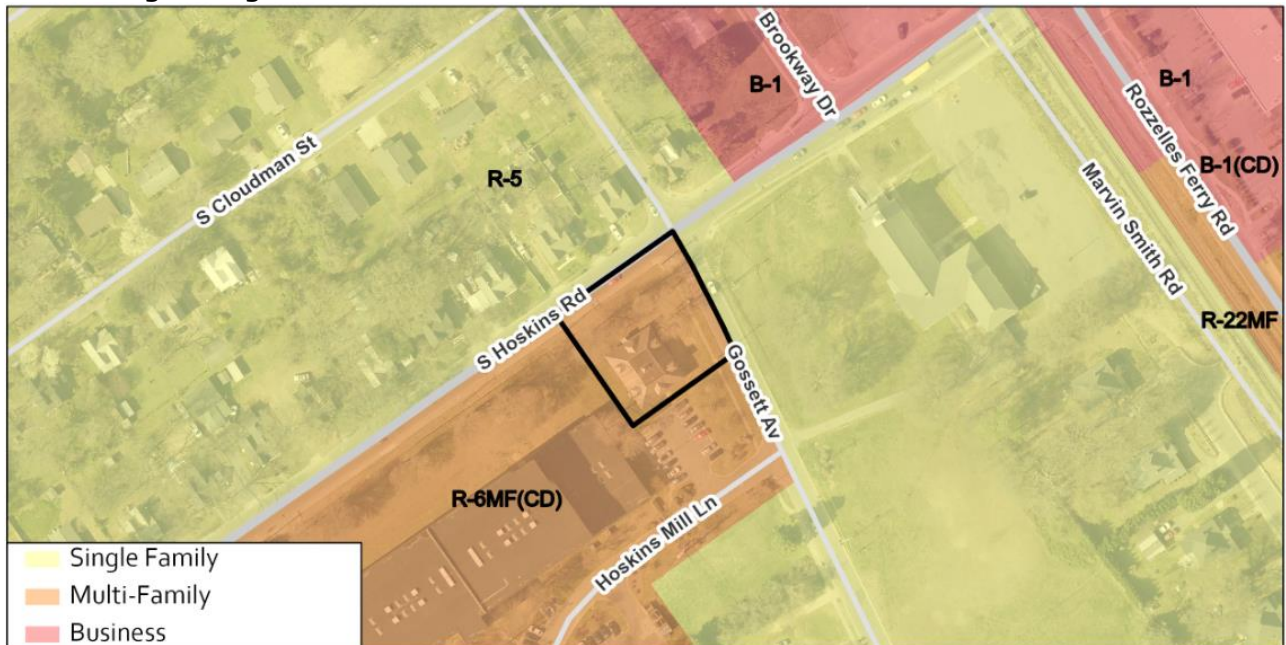 B-1
Brookway Dr
B-1
Rozzelles Ferry Rd
B-1(CD)
S Cloudman St
R-5
Marvin Smith Rd
S Hoskins Rd
R-22MF
Gossett Av
R-6MF(CD)
Hoskins Mill Ln
Single Family
Multi-Family
Business